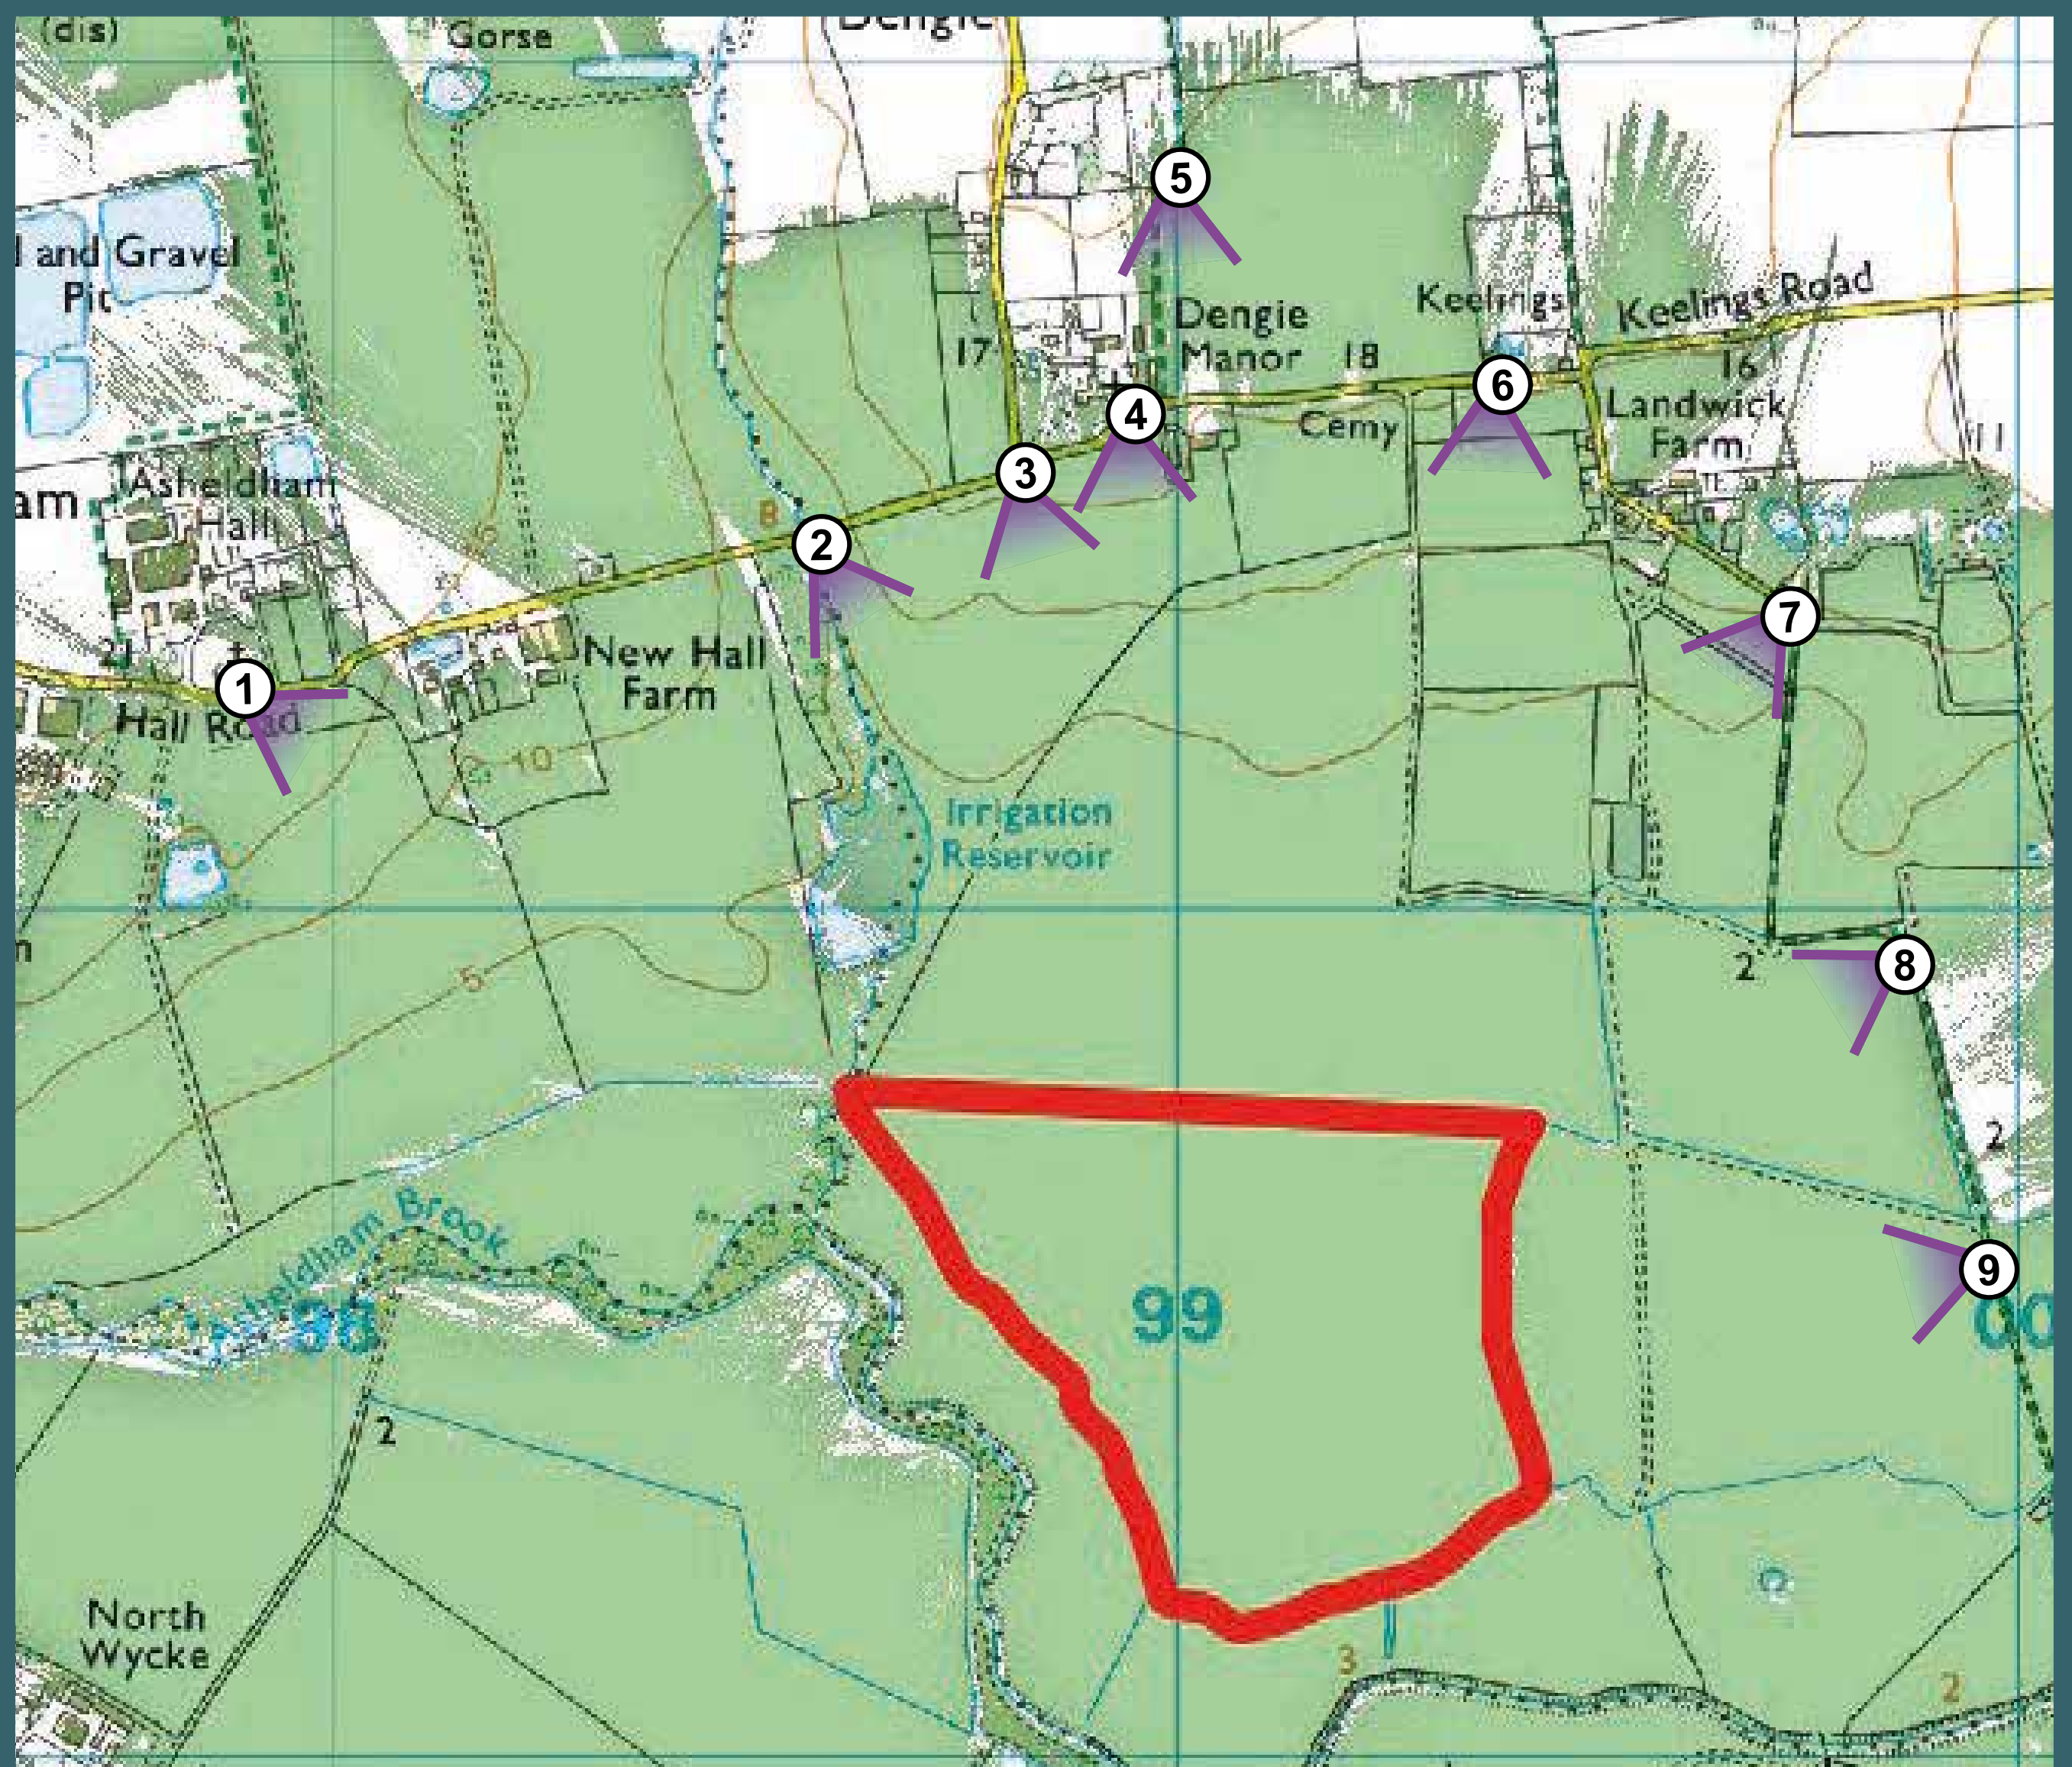 (dis)
Gorse
Dengie
5
l and Gravel
Pit
Dengie
Manor
17
18
Keelings
Keelings Road
16
6
4
Cemy
Landwick
Farm
11
3
Asheldham
Hall
am
8
2
7
21
New Hall
Farm
1
Hall Road
10
Irrigation
Reservoir
m
5
2
8
2
Asheldham Brook
98
99
9
00
2
North
Wycke
3
2